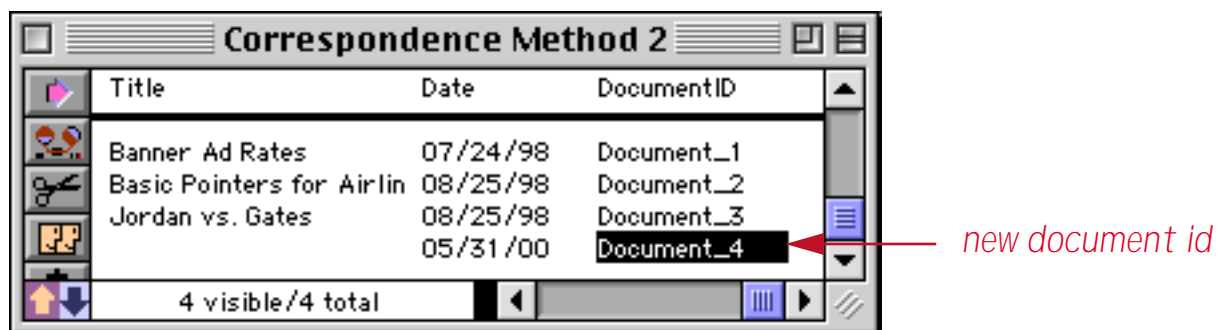 Correspondence Method 2
Title Date DocumentID
Banner Ad Rates 07/24/98 Document_1
Basic Pointers for Airlin 08/25/98 Document_2
Jordan vs. Gates 08/25/98 Document_3
05/31/00 Document_4
new document id
4 visible/4 total